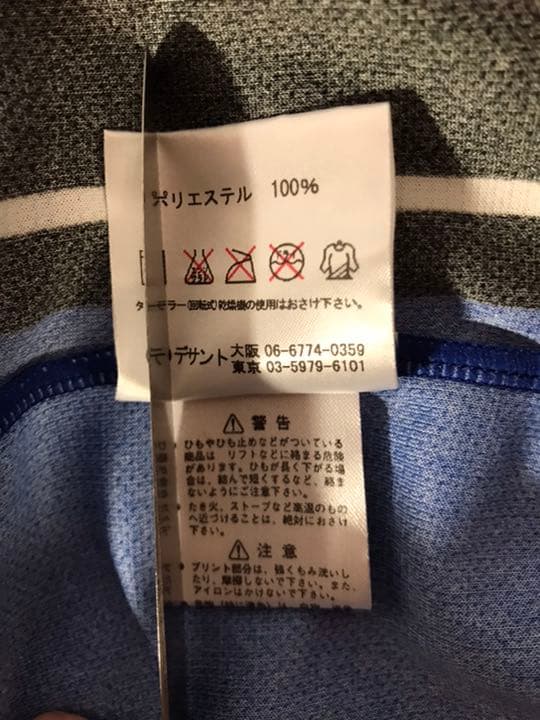 ポリエステル 100%
タンブラー(回転式)乾燥機の使用はおさけ下さい。
(モ)デサント 大阪 06-6774-0359
東京 03-5979-6101
警告
● ひもやひも止めなどがついている
商品は リフトなどに絡まる危険
があります。ひもが長く下がる場
合は、結んで短くするなど、絡ま
ないようにご注意下さい。
● たき火、ストーブなど高温のもの
へ近づけることは、絶対におさけ
下さい。
注意
● プリント部分は、強くもみ洗いし
たり、摩擦しないで下さい。また、
アイロンはかけないで下さい。